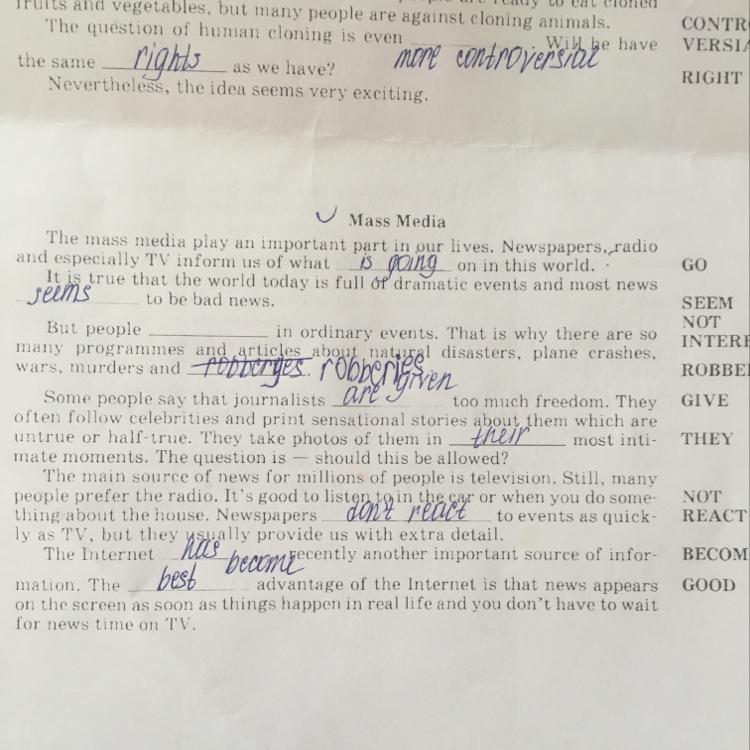 fruits and vegetables, but many people are against cloning animals.
The question of human cloning is even more controversial Will he have CONTRO VERSIA
the same rights as we have? RIGHT
Nevertheless, the idea seems very exciting.
Mass Media
The mass media play an important part in our lives. Newspapers, radio
and especially TV inform us of what is going on in this world. GO
It is true that the world today is full of dramatic events and most news
seems to be bad news. SEEM
But people ____ in ordinary events. That is why there are so NOT INTERE
many programmes and articles about natural disasters, plane crashes,
wars, murders and robberyes. robberies ROBBE
Some people say that journalists are given too much freedom. They GIVE
often follow celebrities and print sensational stories about them which are
untrue or half-true. They take photos of them in their most inti- THEY
mate moments. The question is — should this be allowed?
The main source of news for millions of people is television. Still, many
people prefer the radio. It's good to listen to in the car or when you do some- NOT
thing about the house. Newspapers don't react to events as quick- REACT
ly as TV, but they usually provide us with extra detail.
The Internet has become recently another important source of infor- BECOM
mation. The best advantage of the Internet is that news appears GOOD
on the screen as soon as things happen in real life and you don't have to wait
for news time on TV.